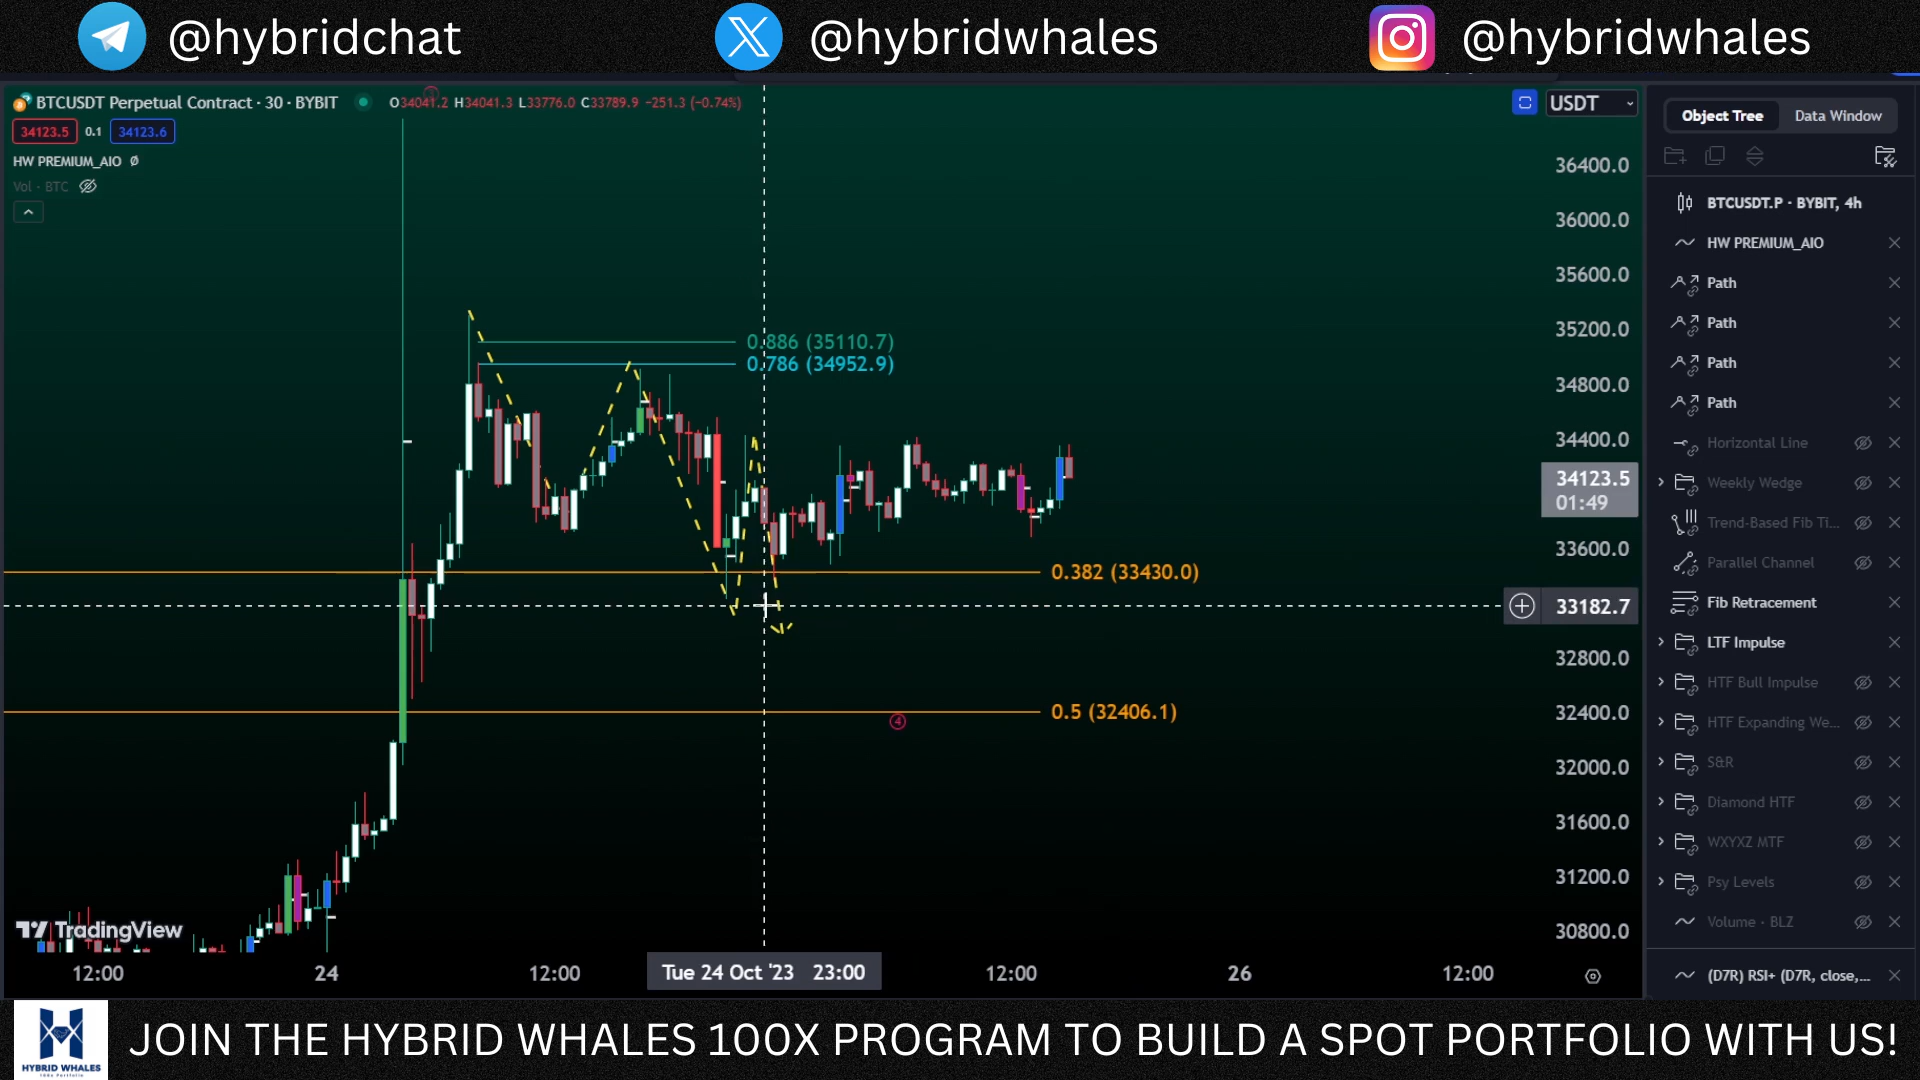 @hybridchat
@hybridwhales
@hybridwhales
BTCUSDT Perpetual Contract · 30 · BYBIT O34041.2 H34041.3 L33776.0 C33789.9 -251.3 (-0.74%)
34123.5 0.1 34123.6
HW PREMIUM_AIO Ø
Vol · BTC
USDT
36400.0
36000.0
35600.0
35200.0
34800.0
34400.0
34123.5
01:49
33600.0
33182.7
32800.0
32400.0
32000.0
31600.0
31200.0
30800.0
0.886 (35110.7)
0.786 (34952.9)
0.382 (33430.0)
0.5 (32406.1)
3
4
TradingView
12:00 24 12:00 Tue 24 Oct '23 23:00 12:00 26 12:00
Object Tree Data Window
BTCUSDT.P · BYBIT, 4h
HW PREMIUM_AIO
Path
Path
Path
Path
Horizontal Line
Weekly Wedge
Trend-Based Fib Ti...
Parallel Channel
Fib Retracement
LTF Impulse
HTF Bull Impulse
HTF Expanding We...
S&R
Diamond HTF
WXYXZ MTF
Psy Levels
Volume · BLZ
(D7R) RSI+ (D7R, close,...
HYBRID WHALES
JOIN THE HYBRID WHALES 100X PROGRAM TO BUILD A SPOT PORTFOLIO WITH US!